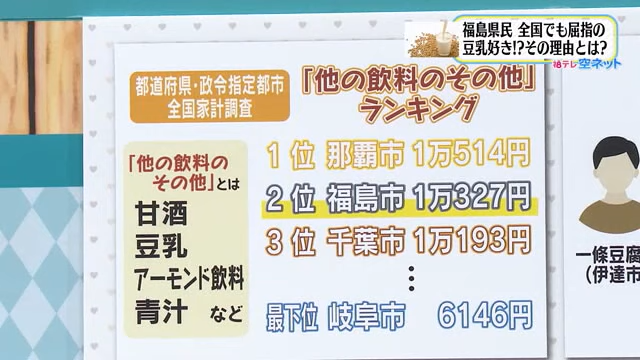 福島県民 全国でも屈指の
豆乳好き!?その理由とは?
福テレ空ネット
都道府県・政令指定都市
全国家計調査
「他の飲料のその他」
ランキング
「他の飲料の
その他」とは
甘酒
豆乳
アーモンド飲料
青汁 など
1位 那覇市 1万514円
2位 福島市 1万327円
3位 千葉市 1万193円
⋮
最下位 岐阜市 6146円
一條豆腐
(伊達市